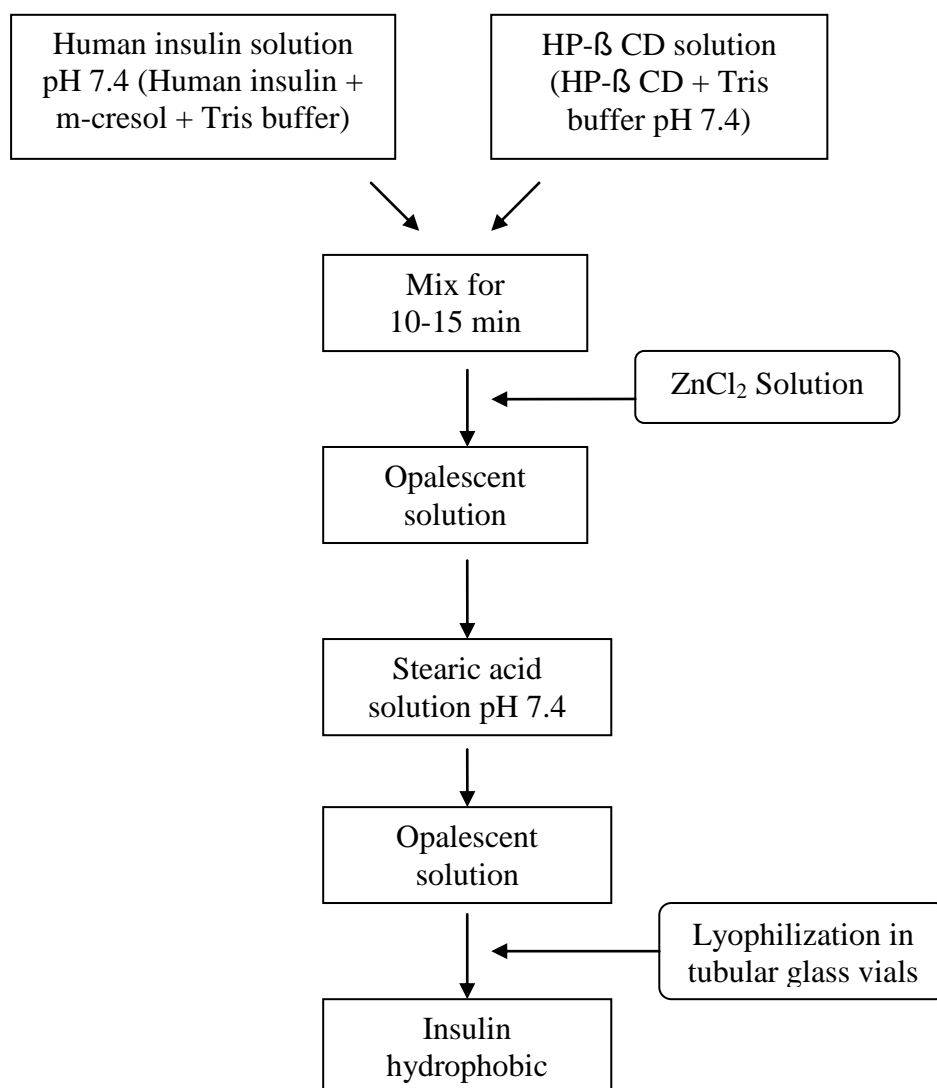 Human insulin solution
pH 7.4 (Human insulin +
m-cresol + Tris buffer)
HP-ß CD solution
(HP-ß CD + Tris
buffer pH 7.4)
Mix for
10-15 min
ZnCl₂ Solution
Opalescent
solution
Stearic acid
solution pH 7.4
Opalescent
solution
Lyophilization in
tubular glass vials
Insulin
hydrophobic